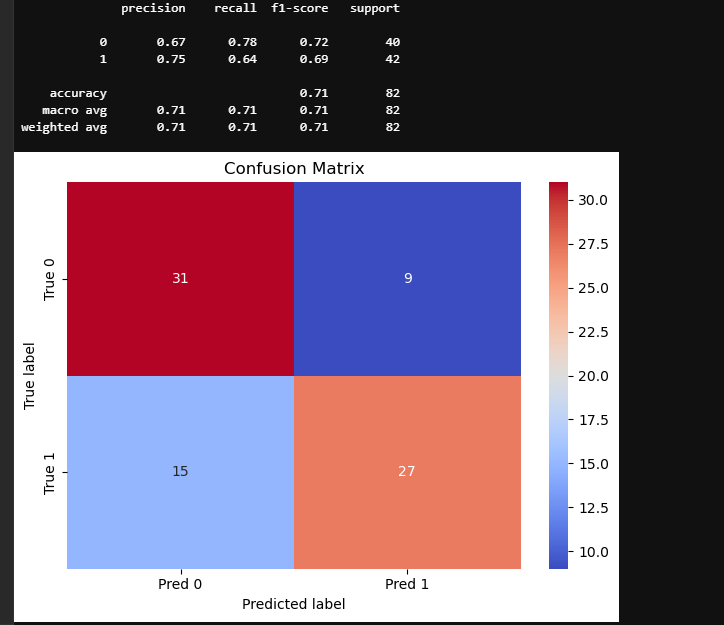 precision recall f1-score support
0 0.67 0.78 0.72 40
1 0.75 0.64 0.69 42
accuracy 0.71 82
macro avg 0.71 0.71 0.71 82
weighted avg 0.71 0.71 0.71 82
Confusion Matrix
True label
True 0
31
9
True 1
15
27
Pred 0
Pred 1
Predicted label
30.0
27.5
25.0
22.5
20.0
17.5
15.0
12.5
10.0